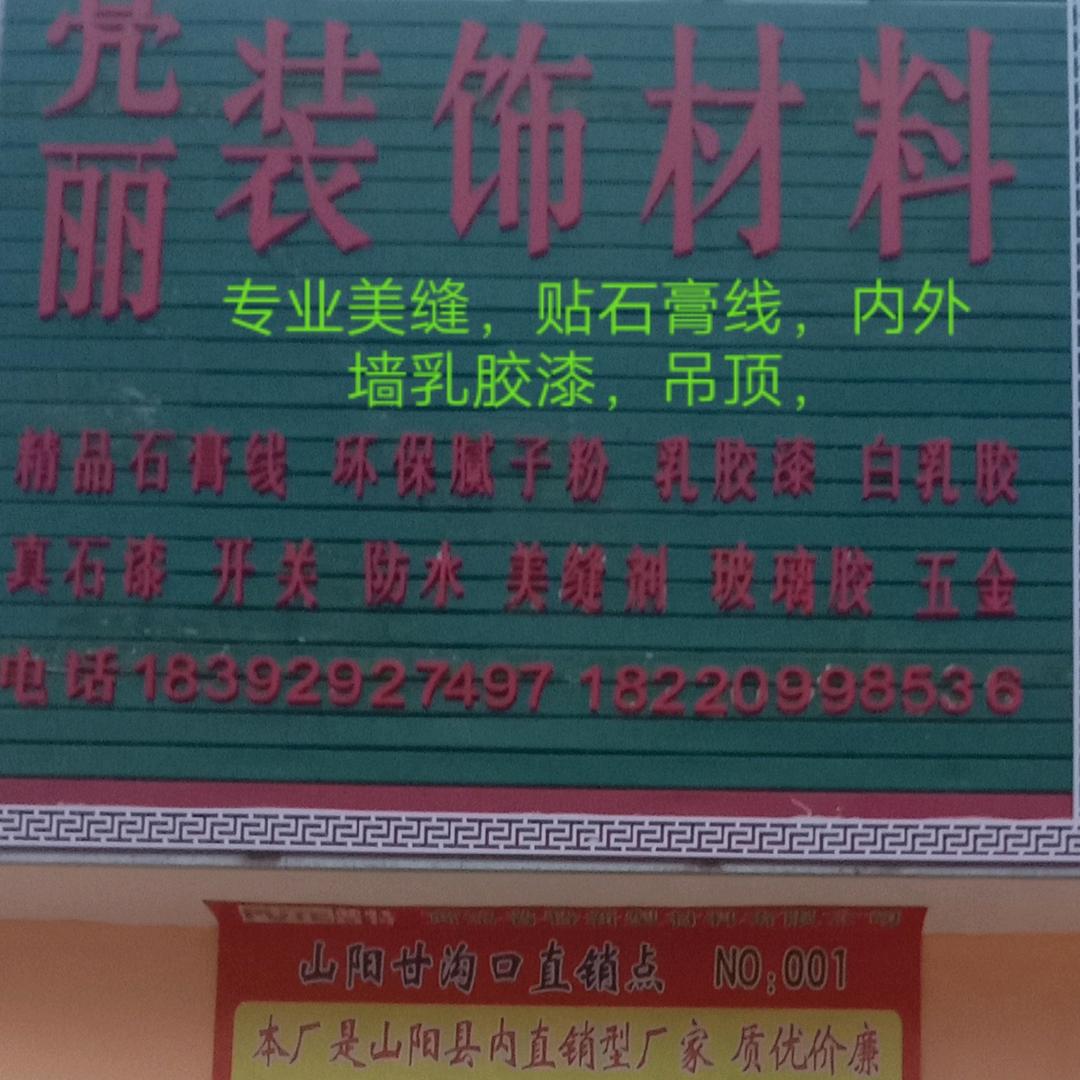 亮丽装饰材料
专业美缝，贴石膏线，内外
墙乳胶漆，吊顶，
精品石膏线 环保腻子粉 乳胶漆 白乳胶
真石漆 开关 防水 美缝剂 玻璃胶 五金
电话18392927497 18220998536
山阳甘沟口直销点 NO:001
本厂是山阳县内直销型厂家 质优价廉